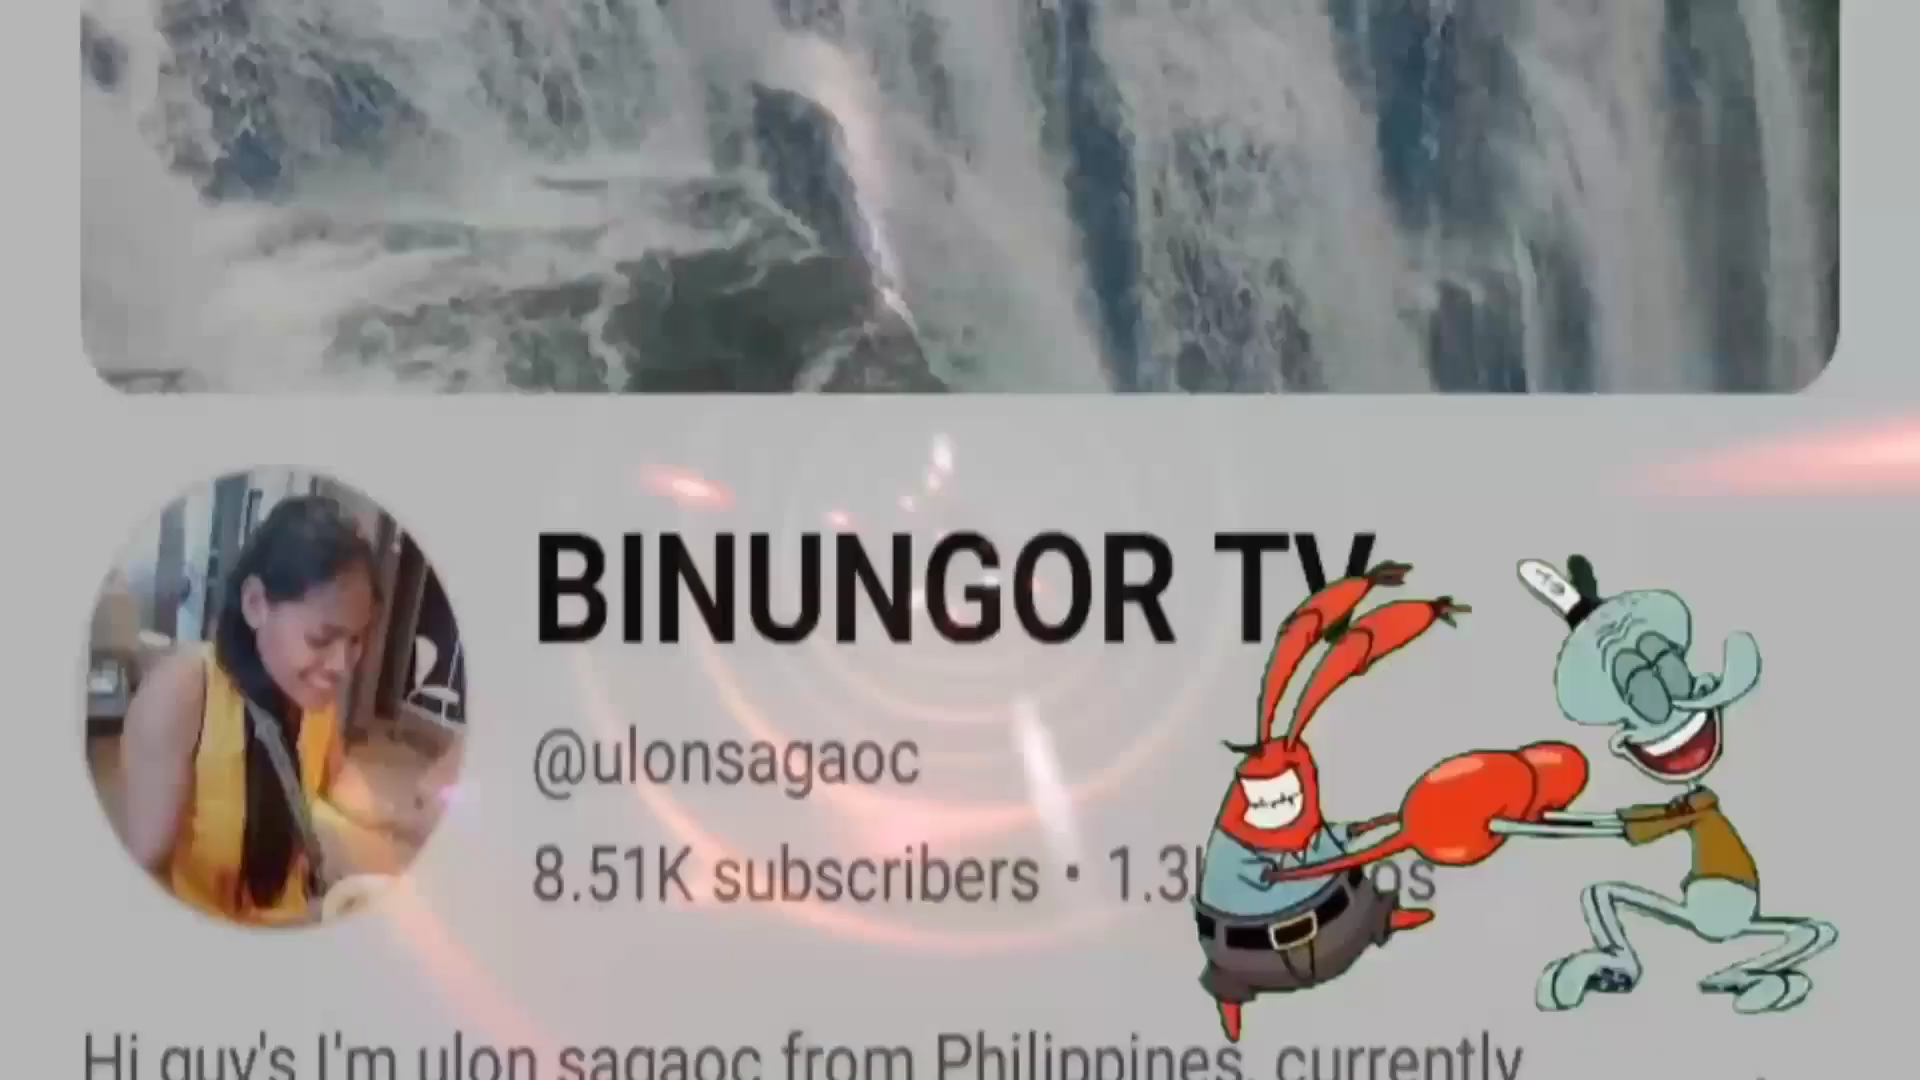 BINUNGOR TV
@ulonsagaoc
8.51K subscribers • 1.3
Hi guy's I'm ulon sagaoc from Philippines, currently